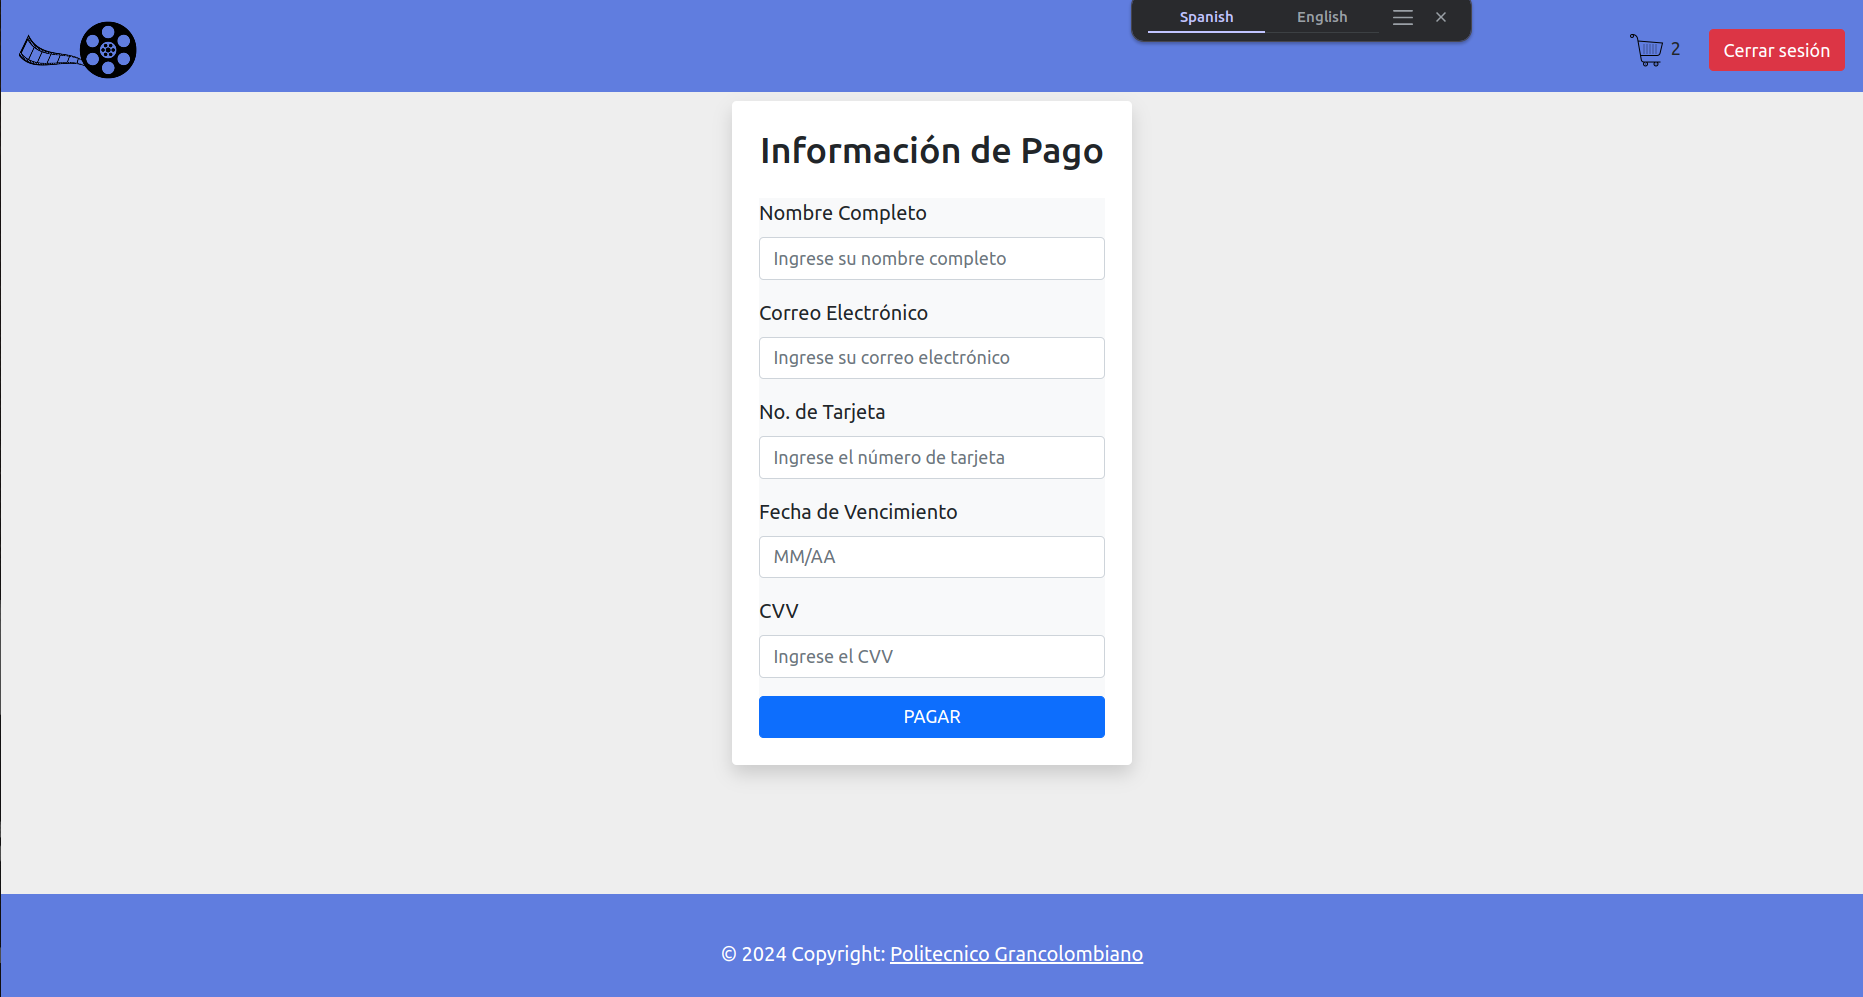 Spanish English
2 Cerrar sesión
Información de Pago
Nombre Completo
Ingrese su nombre completo
Correo Electrónico
Ingrese su correo electrónico
No. de Tarjeta
Ingrese el número de tarjeta
Fecha de Vencimiento
MM/AA
CVV
Ingrese el CVV
PAGAR
© 2024 Copyright: Politecnico Grancolombiano